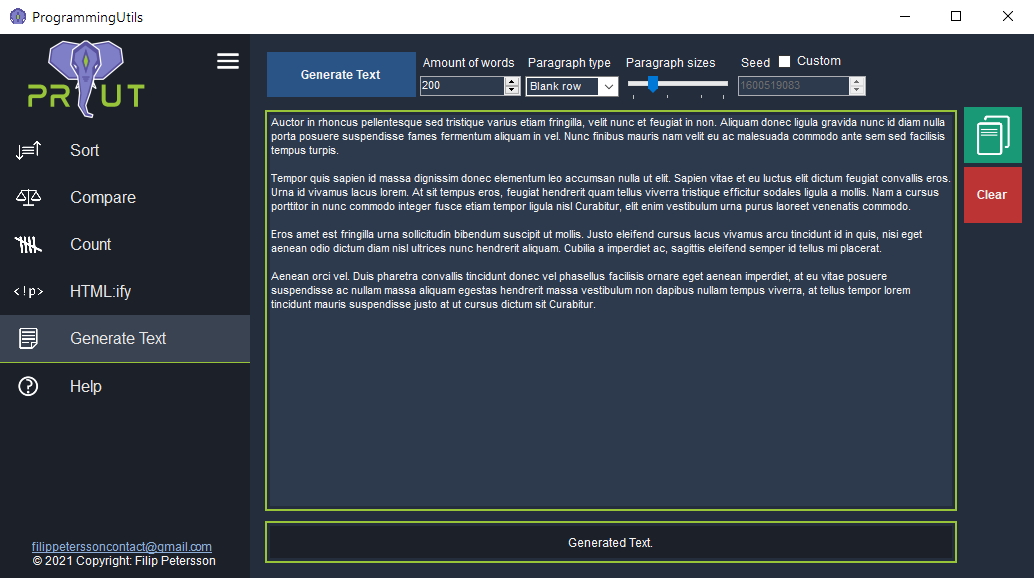 ProgrammingUtils
PR UT
Sort
Compare
Count
<!p> HTML:ify
Generate Text
Help
filippeterssoncontact@gmail.com
© 2021 Copyright: Filip Petersson
Generate Text
Amount of words Paragraph type Paragraph sizes Seed Custom
200 Blank row 1600519083
Auctor in rhoncus pellentesque sed tristique varius etiam fringilla, velit nunc et feugiat in non. Aliquam donec ligula gravida nunc id diam nulla
porta posuere suspendisse fames fermentum aliquam in vel. Nunc finibus mauris nam velit eu ac malesuada commodo ante sem sed facilisis
tempus turpis.
Tempor quis sapien id massa dignissim donec elementum leo accumsan nulla ut elit. Sapien vitae et eu luctus elit dictum feugiat convallis eros.
Urna id vivamus lacus lorem. At sit tempus eros, feugiat hendrerit quam tellus viverra tristique efficitur sodales ligula a mollis. Nam a cursus
porttitor in nunc commodo integer fusce etiam tempor ligula nisl Curabitur, elit enim vestibulum urna purus laoreet venenatis commodo.
Eros amet est fringilla urna sollicitudin bibendum suscipit ut mollis. Justo eleifend cursus lacus vivamus arcu tincidunt id in quis, nisi eget
aenean odio dictum diam nisl ultrices nunc hendrerit aliquam. Cubilia a imperdiet ac, sagittis eleifend semper id tellus mi placerat.
Aenean orci vel. Duis pharetra convallis tincidunt donec vel phasellus facilisis ornare eget aenean imperdiet, at eu vitae posuere
suspendisse ac nullam massa aliquam egestas hendrerit massa vestibulum non dapibus nullam tempus viverra, at tellus tempor lorem
tincidunt mauris suspendisse justo at ut cursus dictum sit Curabitur.
Clear
Generated Text.